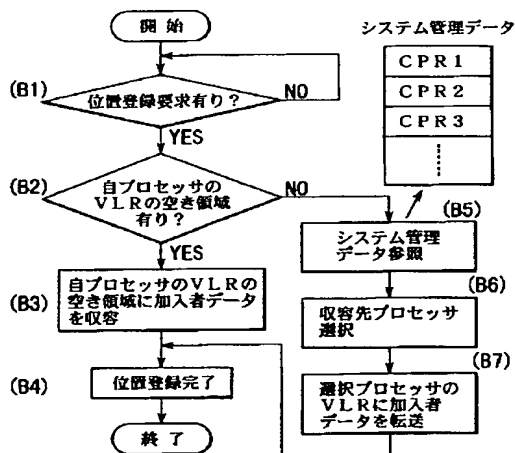 開 始
システム管理データ
CPR1
CPR2
CPR3
(B1)
位置登録要求有り?
NO
YES
(B2)
自プロセッサの
VLRの空き領域
有り?
NO
YES
(B5)
システム管理
データ参照
(B3)
自プロセッサのVLRの
空き領域に加入者データ
を収容
(B6)
収容先プロセッサ
選択
(B4)
位置登録完了
(B7)
選択プロセッサの
VLRに加入者
データを転送
終 了